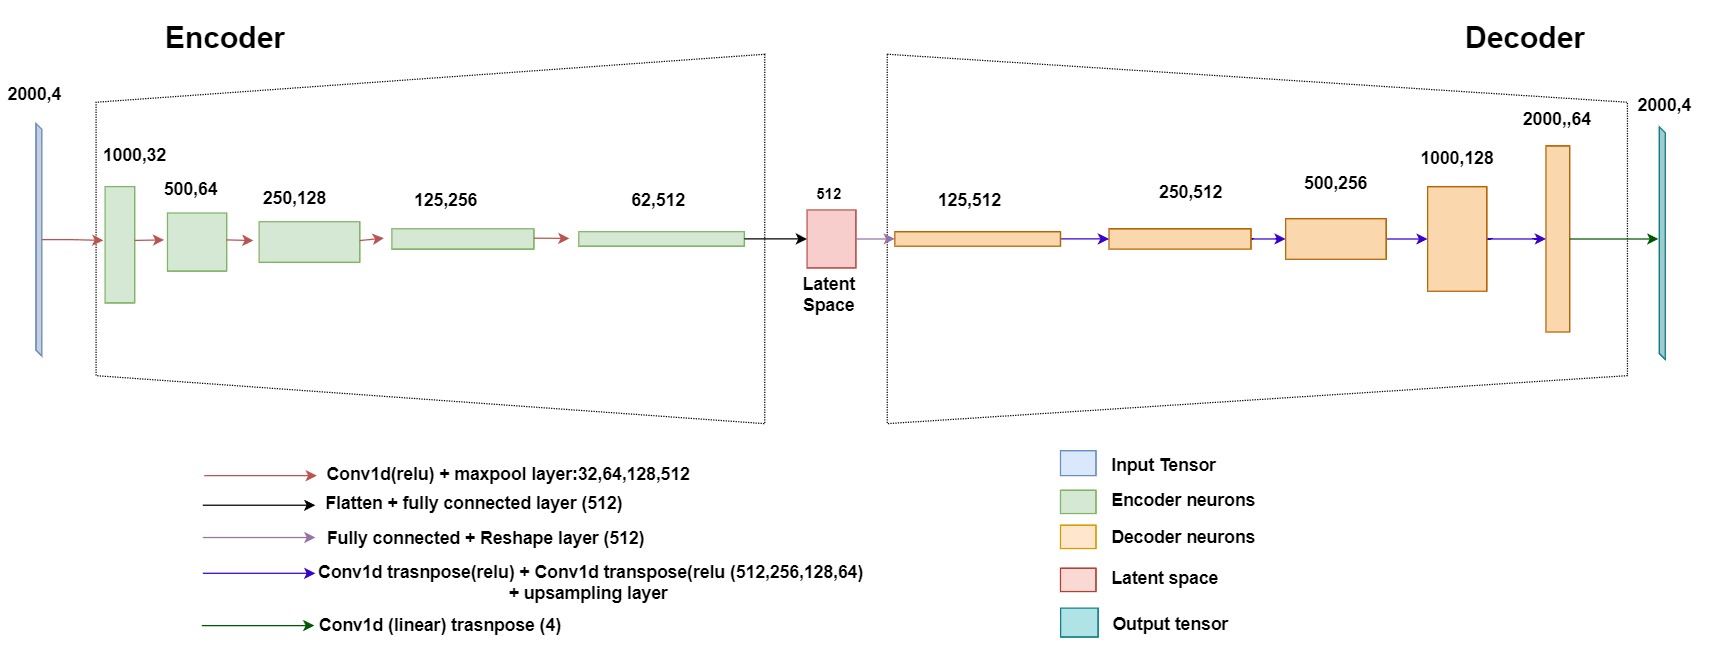 Encoder
Decoder
2000,4
2000,4
2000,,64
1000,32
1000,128
500,64
250,128
125,256
62,512
512
125,512
250,512
500,256
Latent
Space
Conv1d(relu) + maxpool layer:32,64,128,512
Flatten + fully connected layer (512)
Fully connected + Reshape layer (512)
Conv1d trasnpose(relu) + Conv1d transpose(relu (512,256,128,64)
+ upsampling layer
Conv1d (linear) trasnpose (4)
Input Tensor
Encoder neurons
Decoder neurons
Latent space
Output tensor